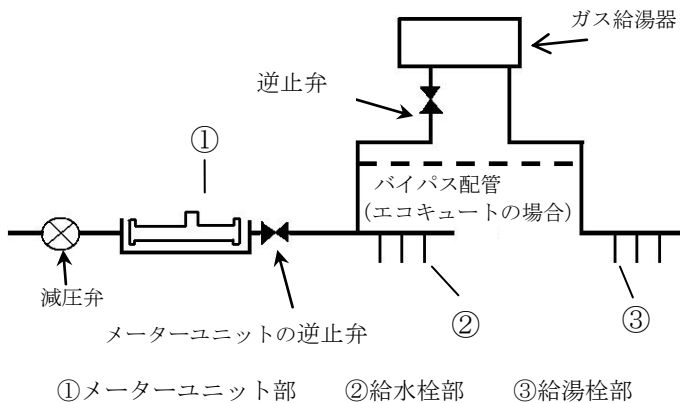 ガス給湯器
逆止弁
①
バイパス配管
(エコキュートの場合)
減圧弁
メーターユニットの逆止弁
②
③
①メーターユニット部 ②給水栓部 ③給湯栓部